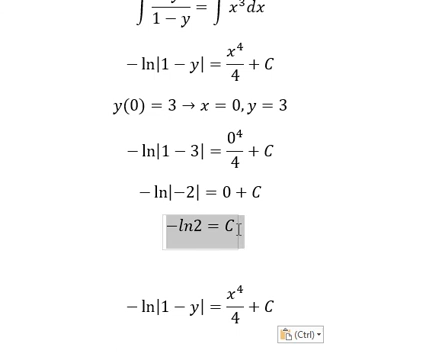 ∫ dy/(1 − y) = ∫ x³dx
− ln|1 − y| = x⁴/4 + C
y(0) = 3 → x = 0, y = 3
− ln|1 − 3| = 0⁴/4 + C
− ln|−2| = 0 + C
−ln2 = C
− ln|1 − y| = x⁴/4 + C
(Ctrl)